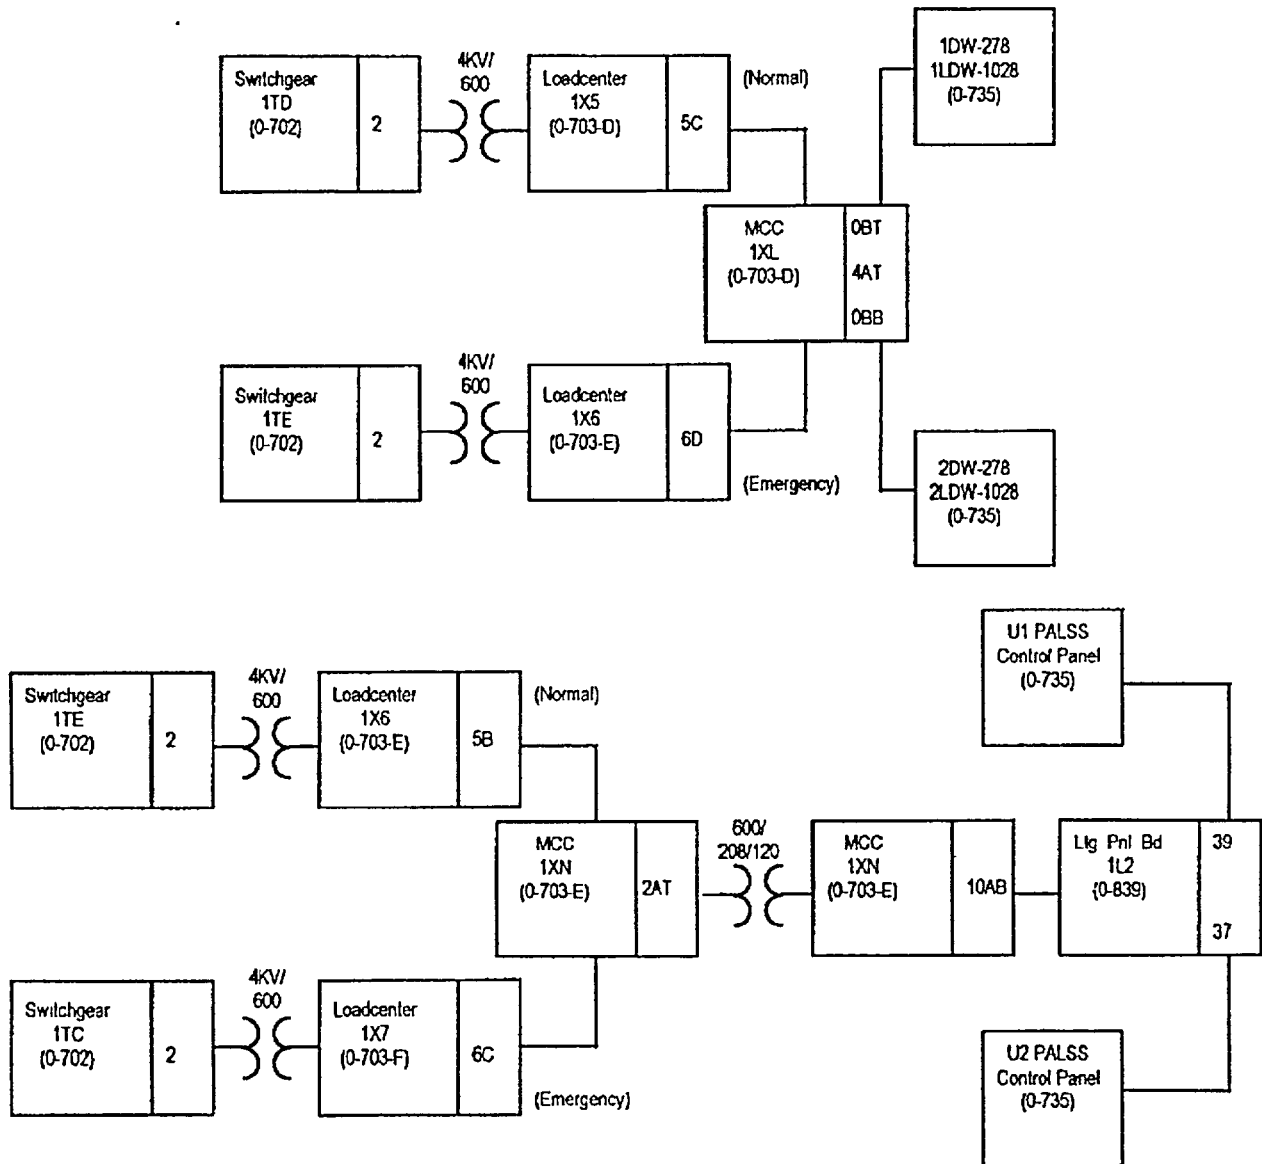 Switchgear
1TD
(0-702)
2
4KV/
600
Loadcenter
1X5
(0-703-D)
5C
(Normal)
1DW-278
1LDW-1028
(0-735)
MCC
1XL
(0-703-D)
0BT
4AT
0BB
Switchgear
1TE
(0-702)
2
4KV/
600
Loadcenter
1X6
(0-703-E)
6D
(Emergency)
2DW-278
2LDW-1028
(0-735)
U1 PALSS
Control Panel
(0-735)
Switchgear
1TE
(0-702)
2
4KV/
600
Loadcenter
1X6
(0-703-E)
5B
(Normal)
MCC
1XN
(0-703-E)
2AT
600/
208/120
MCC
1XN
(0-703-E)
10AB
Ltg Pnl Bd
1L2
(0-839)
39
37
Switchgear
1TC
(0-702)
2
4KV/
600
Loadcenter
1X7
(0-703-F)
6C
(Emergency)
U2 PALSS
Control Panel
(0-735)